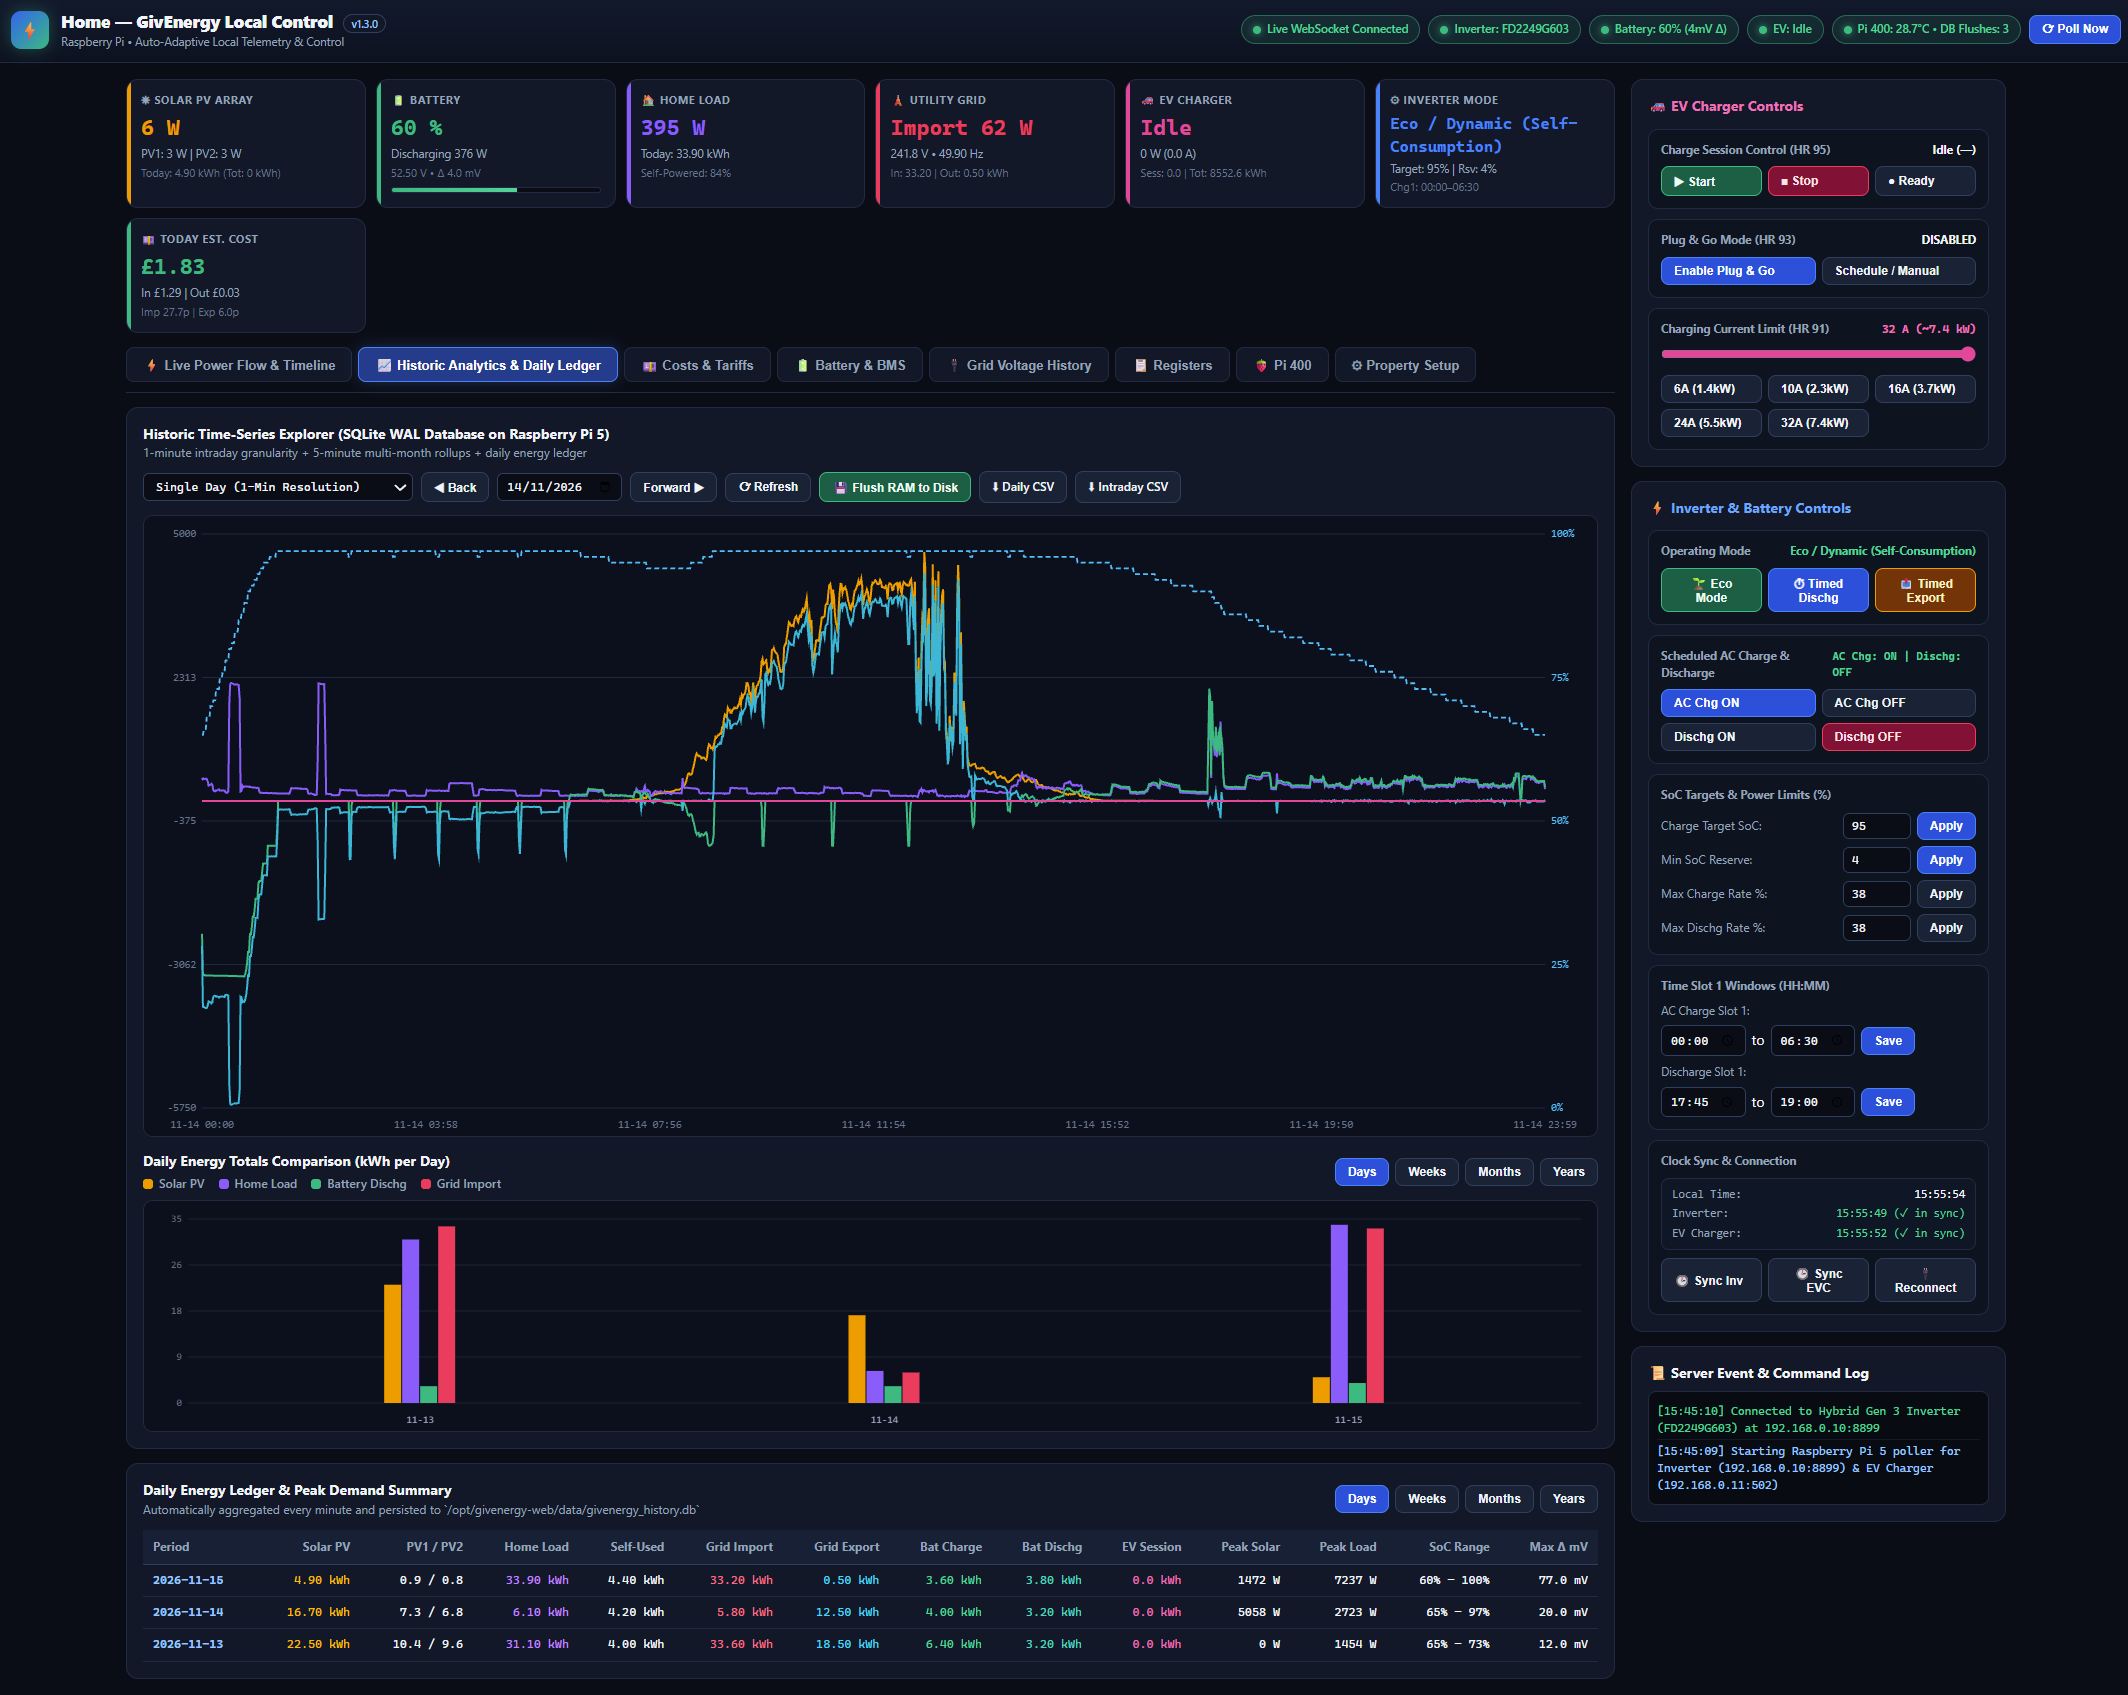 Home — GivEnergy Local Control
v1.3.0
Raspberry Pi • Auto-Adaptive Local Telemetry & Control
Live WebSocket Connected
Inverter: FD2249G603
Battery: 60% (4mV Δ)
EV: Idle
Pi 400: 28.7°C • DB Flushes: 3
⟳ Poll Now
SOLAR PV ARRAY
6 W
PV1: 3 W | PV2: 3 W
Today: 4.90 kWh (Tot: 0 kWh)
BATTERY
60 %
Discharging 376 W
52.50 V • Δ 4.0 mV
HOME LOAD
395 W
Today: 33.90 kWh
Self-Powered: 84%
UTILITY GRID
Import 62 W
241.8 V • 49.90 Hz
In: 33.20 | Out: 0.50 kWh
EV CHARGER
Idle
0 W (0.0 A)
Sess: 0.0 | Tot: 8552.6 kWh
INVERTER MODE
Eco / Dynamic (Self-
Consumption)
Target: 95% | Rsv: 4%
Chg1: 00:00–06:30
TODAY EST. COST
£1.83
In £1.29 | Out £0.03
Imp 27.7p | Exp 6.0p
Live Power Flow & Timeline
Historic Analytics & Daily Ledger
Costs & Tariffs
Battery & BMS
Grid Voltage History
Registers
Pi 400
Property Setup
Historic Time-Series Explorer (SQLite WAL Database on Raspberry Pi 5)
1-minute intraday granularity + 5-minute multi-month rollups + daily energy ledger
Single Day (1-Min Resolution)
◀ Back
14/11/2026
Forward ▶
⟳ Refresh
Flush RAM to Disk
⬇ Daily CSV
⬇ Intraday CSV
5000
2313
-375
-3062
-5750
100%
75%
50%
25%
0%
11-14 00:00
11-14 03:58
11-14 07:56
11-14 11:54
11-14 15:52
11-14 19:50
11-14 23:59
Daily Energy Totals Comparison (kWh per Day)
Solar PV
Home Load
Battery Dischg
Grid Import
Days
Weeks
Months
Years
35
26
18
9
0
11-13
11-14
11-15
Daily Energy Ledger & Peak Demand Summary
Automatically aggregated every minute and persisted to `/opt/givenergy-web/data/givenergy_history.db`
Days
Weeks
Months
Years
Period Solar PV PV1 / PV2 Home Load Self-Used Grid Import Grid Export Bat Charge Bat Dischg EV Session Peak Solar Peak Load SoC Range Max Δ mV
2026-11-15 4.90 kWh 0.9 / 0.8 33.90 kWh 4.40 kWh 33.20 kWh 0.50 kWh 3.60 kWh 3.80 kWh 0.0 kWh 1472 W 7237 W 60% – 100% 77.0 mV
2026-11-14 16.70 kWh 7.3 / 6.8 6.10 kWh 4.20 kWh 5.80 kWh 12.50 kWh 4.00 kWh 3.20 kWh 0.0 kWh 5058 W 2723 W 65% – 97% 20.0 mV
2026-11-13 22.50 kWh 10.4 / 9.6 31.10 kWh 4.00 kWh 33.60 kWh 18.50 kWh 6.40 kWh 3.20 kWh 0.0 kWh 0 W 1454 W 65% – 73% 12.0 mV
EV Charger Controls
Charge Session Control (HR 95)
Idle (—)
▶ Start
■ Stop
● Ready
Plug & Go Mode (HR 93)
DISABLED
Enable Plug & Go
Schedule / Manual
Charging Current Limit (HR 91)
32 A (~7.4 kW)
6A (1.4kW)
10A (2.3kW)
16A (3.7kW)
24A (5.5kW)
32A (7.4kW)
Inverter & Battery Controls
Operating Mode
Eco / Dynamic (Self-Consumption)
Eco
Mode
Timed
Dischg
Timed
Export
Scheduled AC Charge &
Discharge
AC Chg: ON | Dischg:
OFF
AC Chg ON
AC Chg OFF
Dischg ON
Dischg OFF
SoC Targets & Power Limits (%)
Charge Target SoC:
95
Apply
Min SoC Reserve:
4
Apply
Max Charge Rate %:
38
Apply
Max Dischg Rate %:
38
Apply
Time Slot 1 Windows (HH:MM)
AC Charge Slot 1:
00:00 to 06:30
Save
Discharge Slot 1:
17:45 to 19:00
Save
Clock Sync & Connection
Local Time: 15:55:54
Inverter: 15:55:49 (✓ in sync)
EV Charger: 15:55:52 (✓ in sync)
Sync Inv
Sync
EVC
Reconnect
Server Event & Command Log
[15:45:10] Connected to Hybrid Gen 3 Inverter
(FD2249G603) at 192.168.0.10:8899
[15:45:09] Starting Raspberry Pi 5 poller for
Inverter (192.168.0.10:8899) & EV Charger
(192.168.0.11:502)